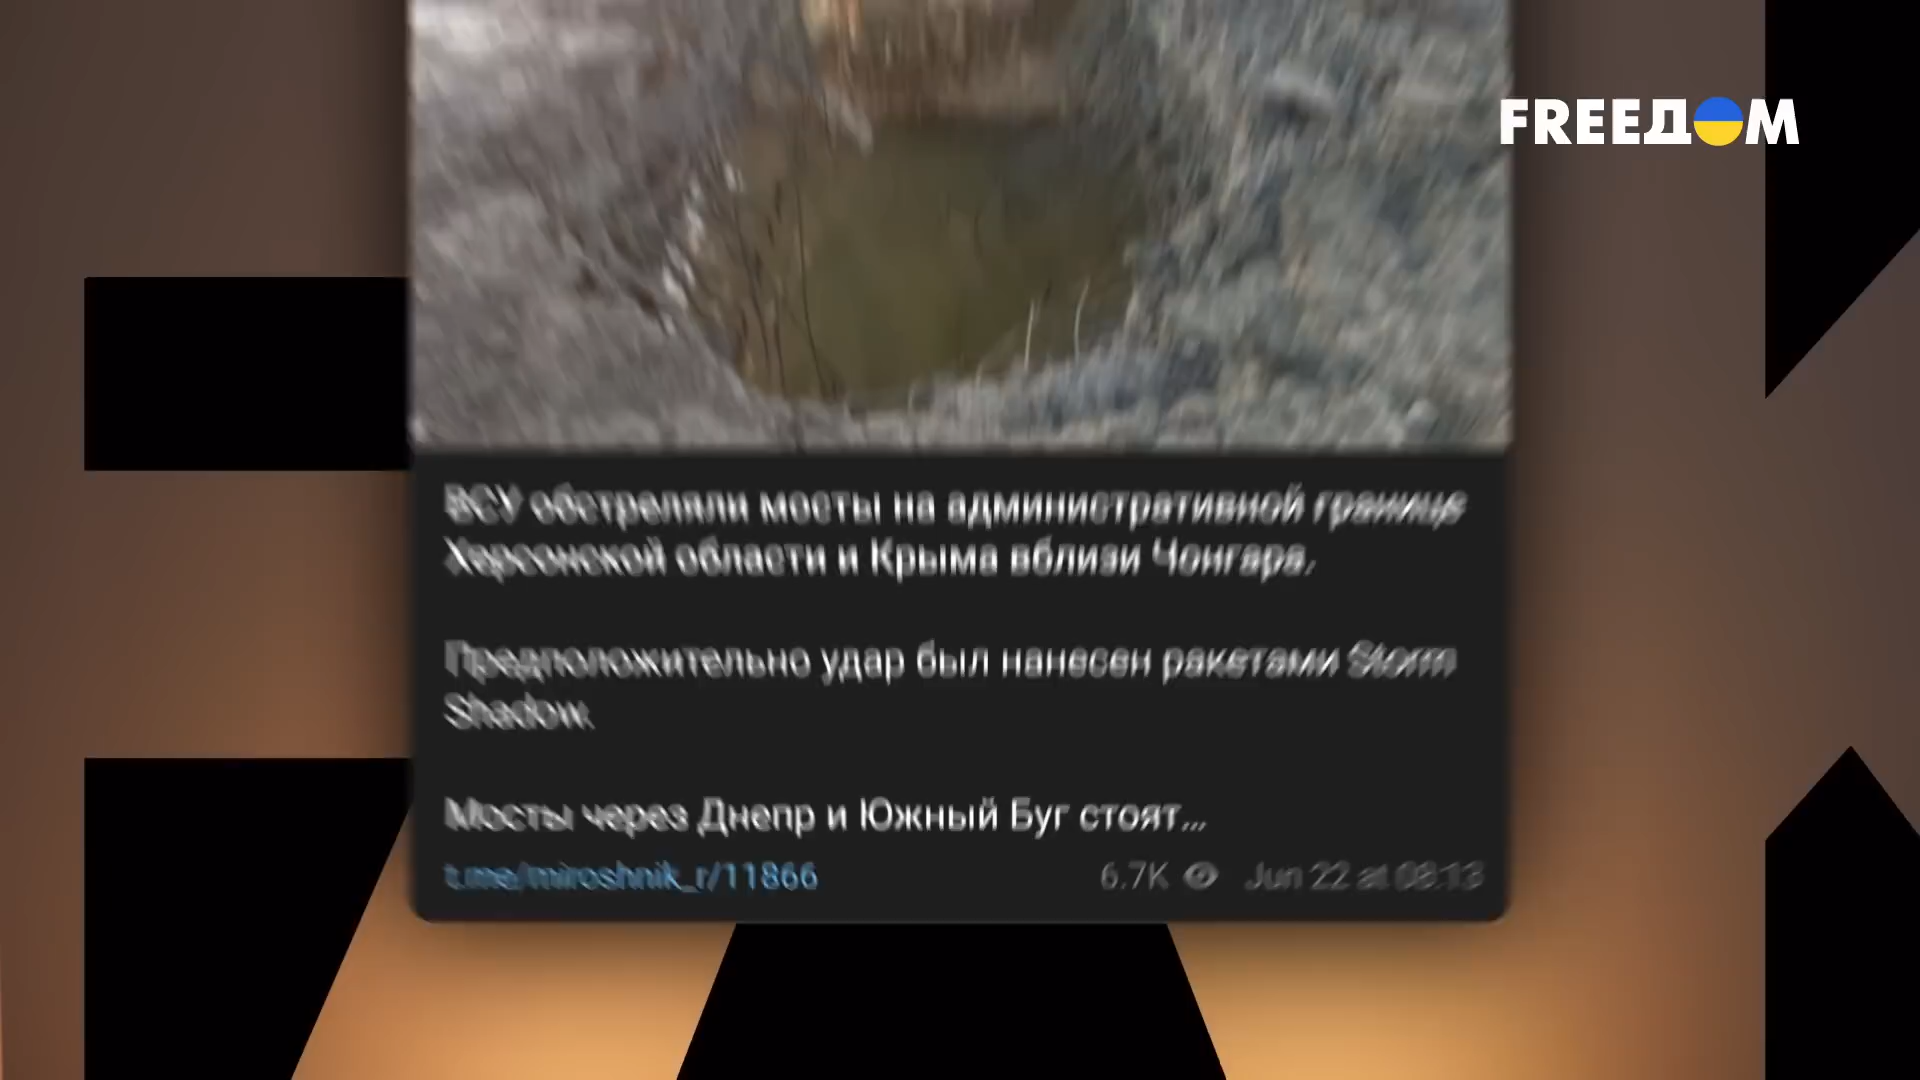 FREEДОМ
ВСУ обстреляли мосты на административной границе
Херсонской области и Крыма вблизи Чонгара.
Предположительно удар был нанесен ракетами Storm
Shadow.
Мосты через Днепр и Южный Буг стоят...
t.me/miroshnik_r/11866
6.7K Jun 22 at 08:13